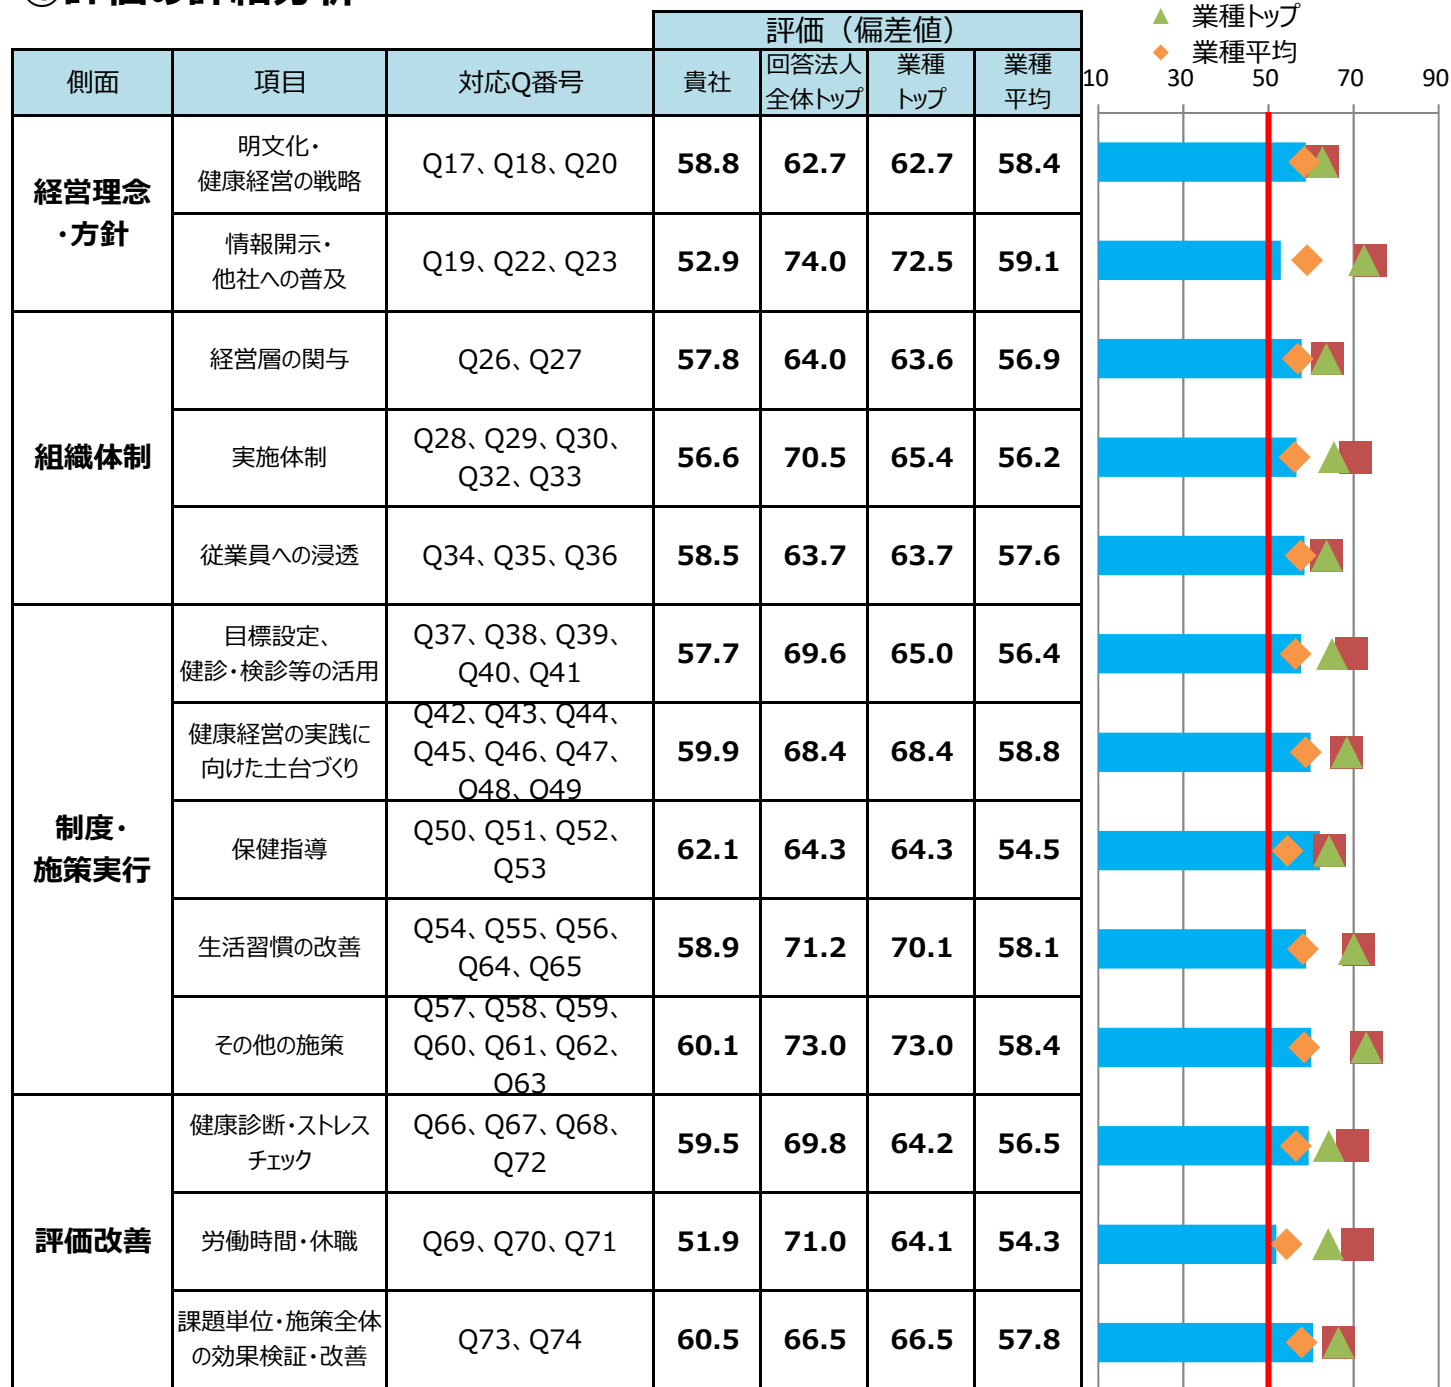 ①評価の詳細分析
▲ 業種トップ
◆ 業種平均
評価（偏差値）
側面 項目 対応Q番号 貴社 回答法人 業種 業種
全体トップ トップ 平均
10 30 50 70 90
経営理念
・方針
明文化・
健康経営の戦略
Q17、Q18、Q20 58.8 62.7 62.7 58.4
情報開示・
他社への普及
Q19、Q22、Q23 52.9 74.0 72.5 59.1
組織体制
経営層の関与 Q26、Q27 57.8 64.0 63.6 56.9
実施体制
Q28、Q29、Q30、
Q32、Q33
56.6 70.5 65.4 56.2
従業員への浸透 Q34、Q35、Q36 58.5 63.7 63.7 57.6
制度・
施策実行
目標設定、
健診・検診等の活用
Q37、Q38、Q39、
Q40、Q41
57.7 69.6 65.0 56.4
健康経営の実践に
向けた土台づくり
Q42、Q43、Q44、
Q45、Q46、Q47、
Q48、Q49
59.9 68.4 68.4 58.8
保健指導
Q50、Q51、Q52、
Q53
62.1 64.3 64.3 54.5
生活習慣の改善
Q54、Q55、Q56、
Q64、Q65
58.9 71.2 70.1 58.1
その他の施策
Q57、Q58、Q59、
Q60、Q61、Q62、
Q63
60.1 73.0 73.0 58.4
評価改善
健康診断・ストレス
チェック
Q66、Q67、Q68、
Q72
59.5 69.8 64.2 56.5
労働時間・休職 Q69、Q70、Q71 51.9 71.0 64.1 54.3
課題単位・施策全体
の効果検証・改善
Q73、Q74 60.5 66.5 66.5 57.8